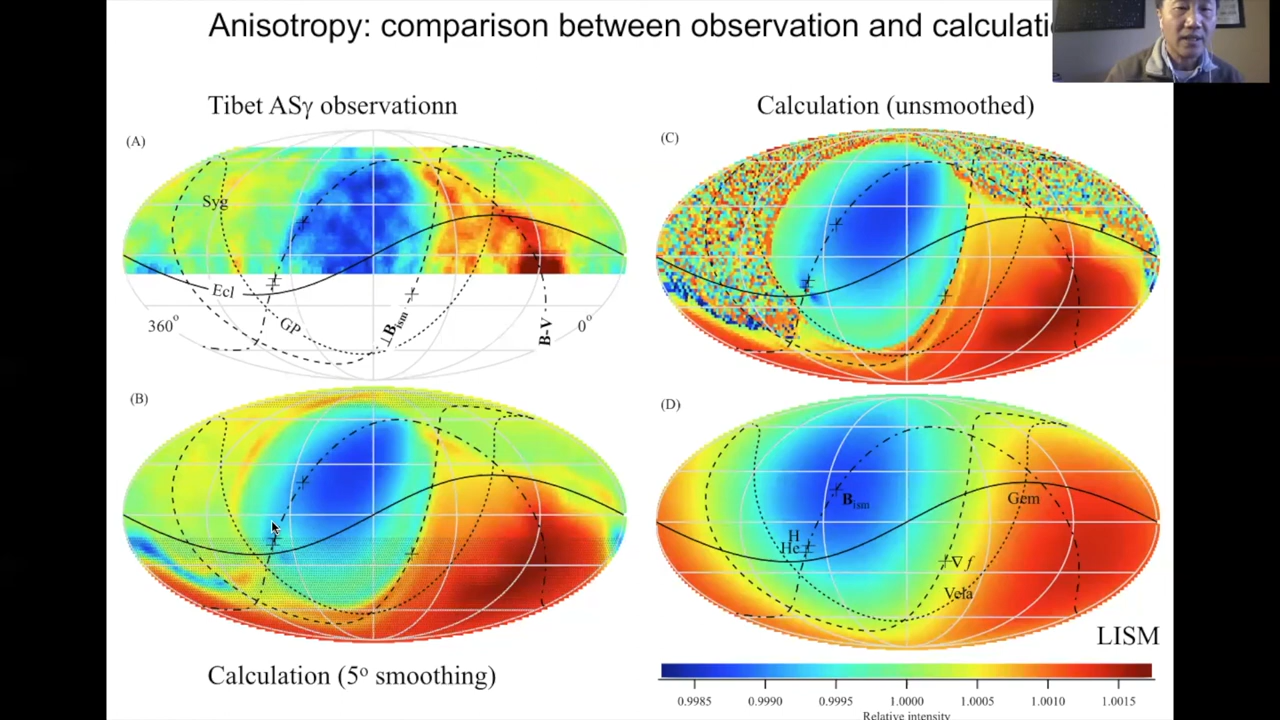 Anisotropy: comparison between observation and calculati
Tibet ASγ observationn
Calculation (unsmoothed)
(A)
Syg
Ecl
GP
⊥Bism
B-V
360°
0°
(C)
(B)
Calculation (5° smoothing)
(D)
Bism
Gem
H
He
∇f
Vela
LISM
0.9985 0.9990 0.9995 1.0000 1.0005 1.0010 1.0015
Relative intensity